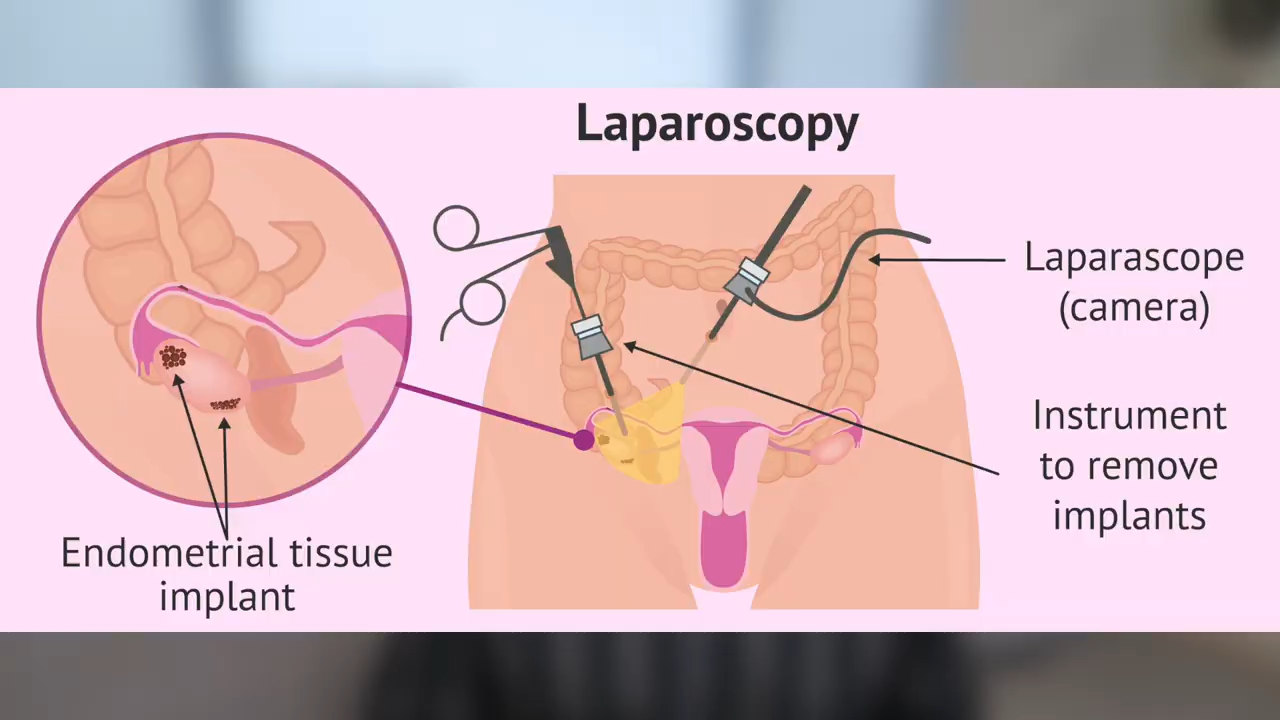 Laparoscopy
Laparascope
(camera)
Instrument
to remove
implants
Endometrial tissue
implant